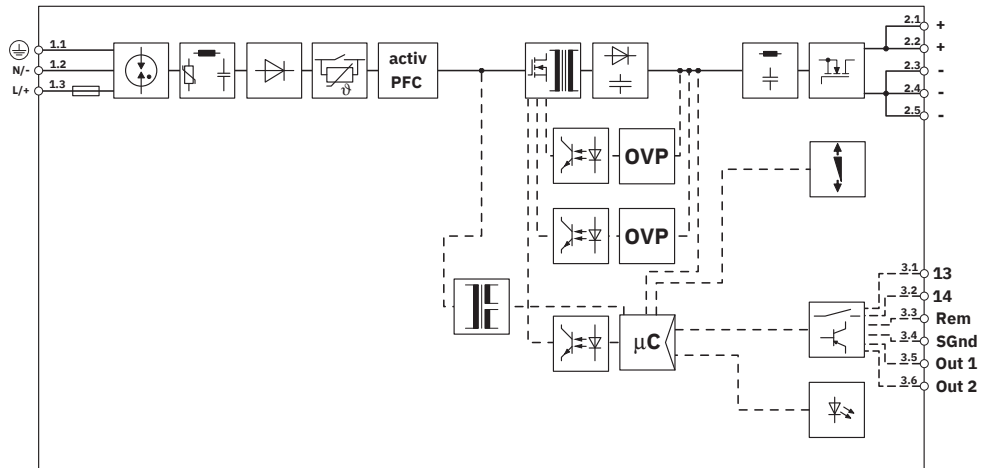 1.1
N/- 1.2
L/+ 1.3
ϑ
activ
PFC
2.1 +
2.2 +
2.3 -
2.4 -
2.5 -
OVP
OVP
µC
3.1 13
3.2 14
3.3 Rem
3.4 SGnd
3.5 Out 1
3.6 Out 2